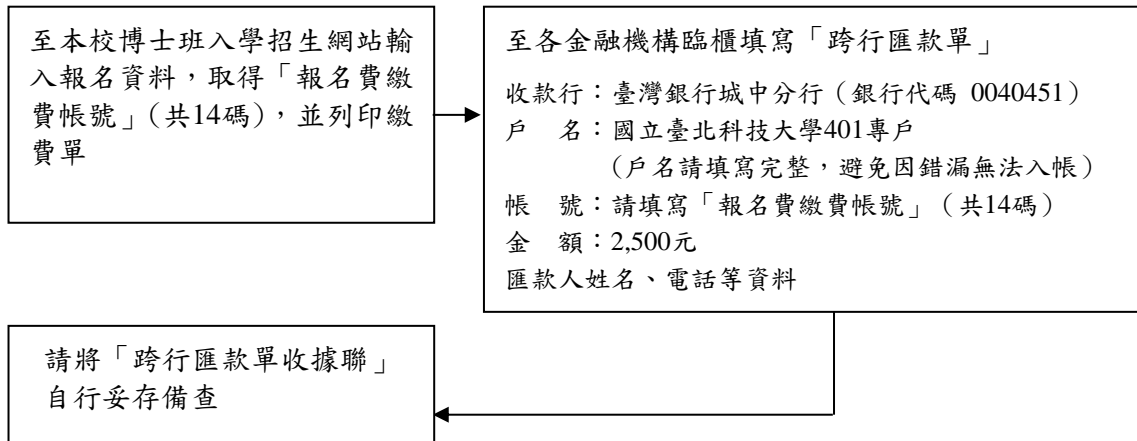 至本校博士班入學招生網站輸
入報名資料，取得「報名費繳
費帳號」（共14碼），並列印繳
費單
至各金融機構臨櫃填寫「跨行匯款單」
收款行：臺灣銀行城中分行（銀行代碼 0040451）
戶　名：國立臺北科技大學401專戶
（戶名請填寫完整，避免因錯漏無法入帳）
帳　號：請填寫「報名費繳費帳號」（共14碼）
金　額：2,500元
匯款人姓名、電話等資料
請將「跨行匯款單收據聯」
自行妥存備查